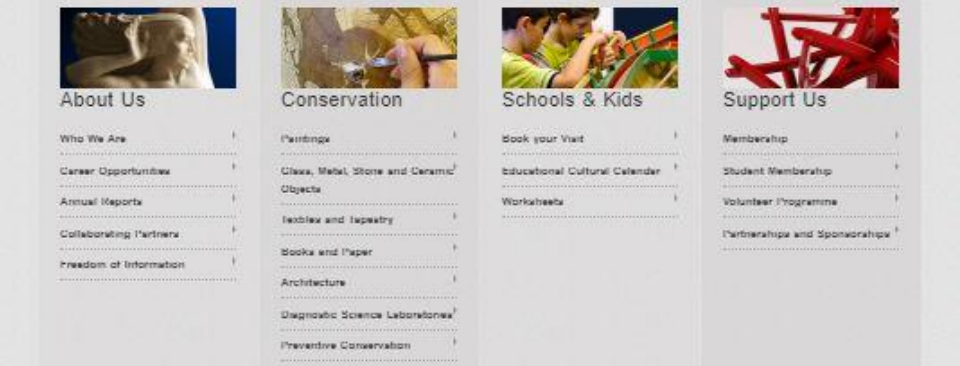 About Us
Who We Are
Career Opportunities
Annual Reports
Collaborating Partners
Freedom of Information
Conservation
Paintings
Glass, Metal, Stone and Ceramic
Objects
Textiles and Tapestry
Books and Paper
Architecture
Diagnostic Science Laboratories
Preventive Conservation
Schools & Kids
Book your Visit
Educational Cultural Calendar
Worksheets
Support Us
Membership
Student Membership
Volunteer Programme
Partnerships and Sponsorships